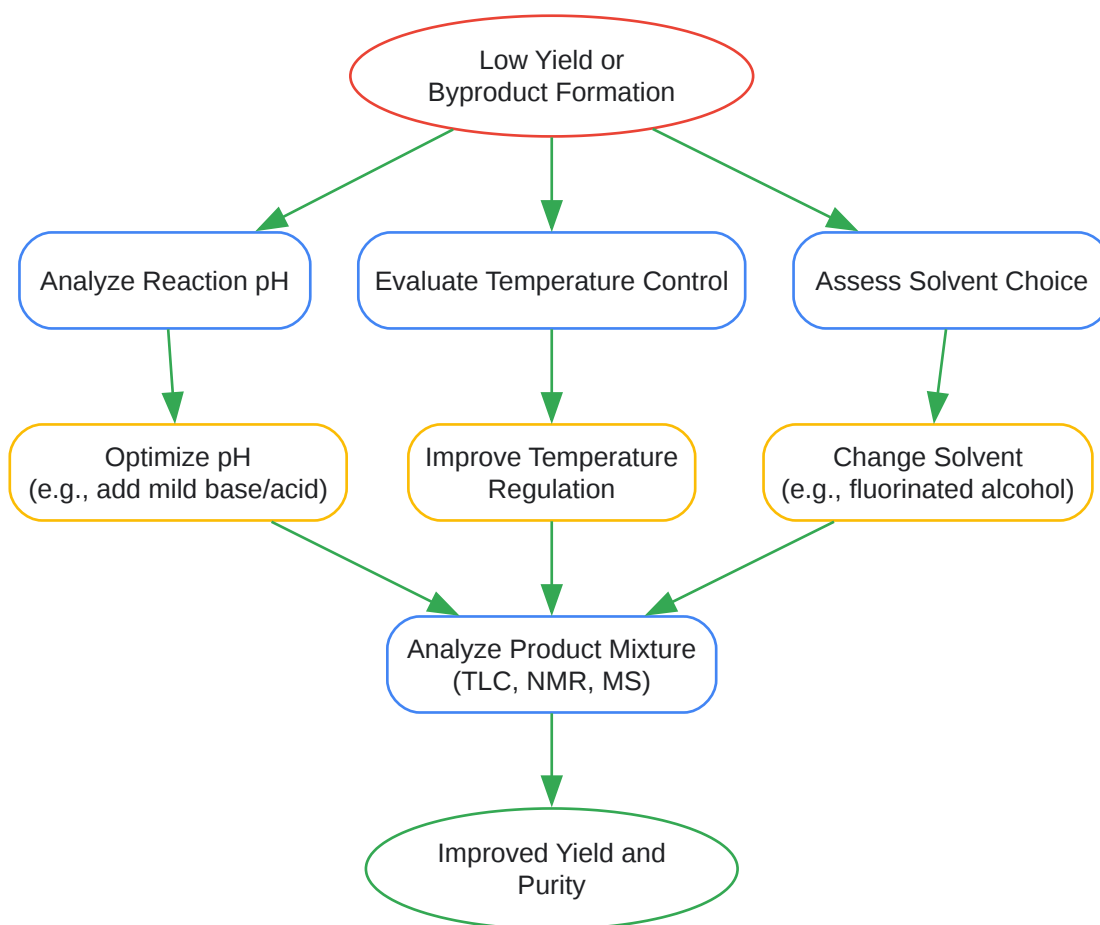 Low Yield or
Byproduct Formation
Analyze Reaction pH
Evaluate Temperature Control
Assess Solvent Choice
Optimize pH
(e.g., add mild base/acid)
Improve Temperature
Regulation
Change Solvent
(e.g., fluorinated alcohol)
Analyze Product Mixture
(TLC, NMR, MS)
Improved Yield and
Purity